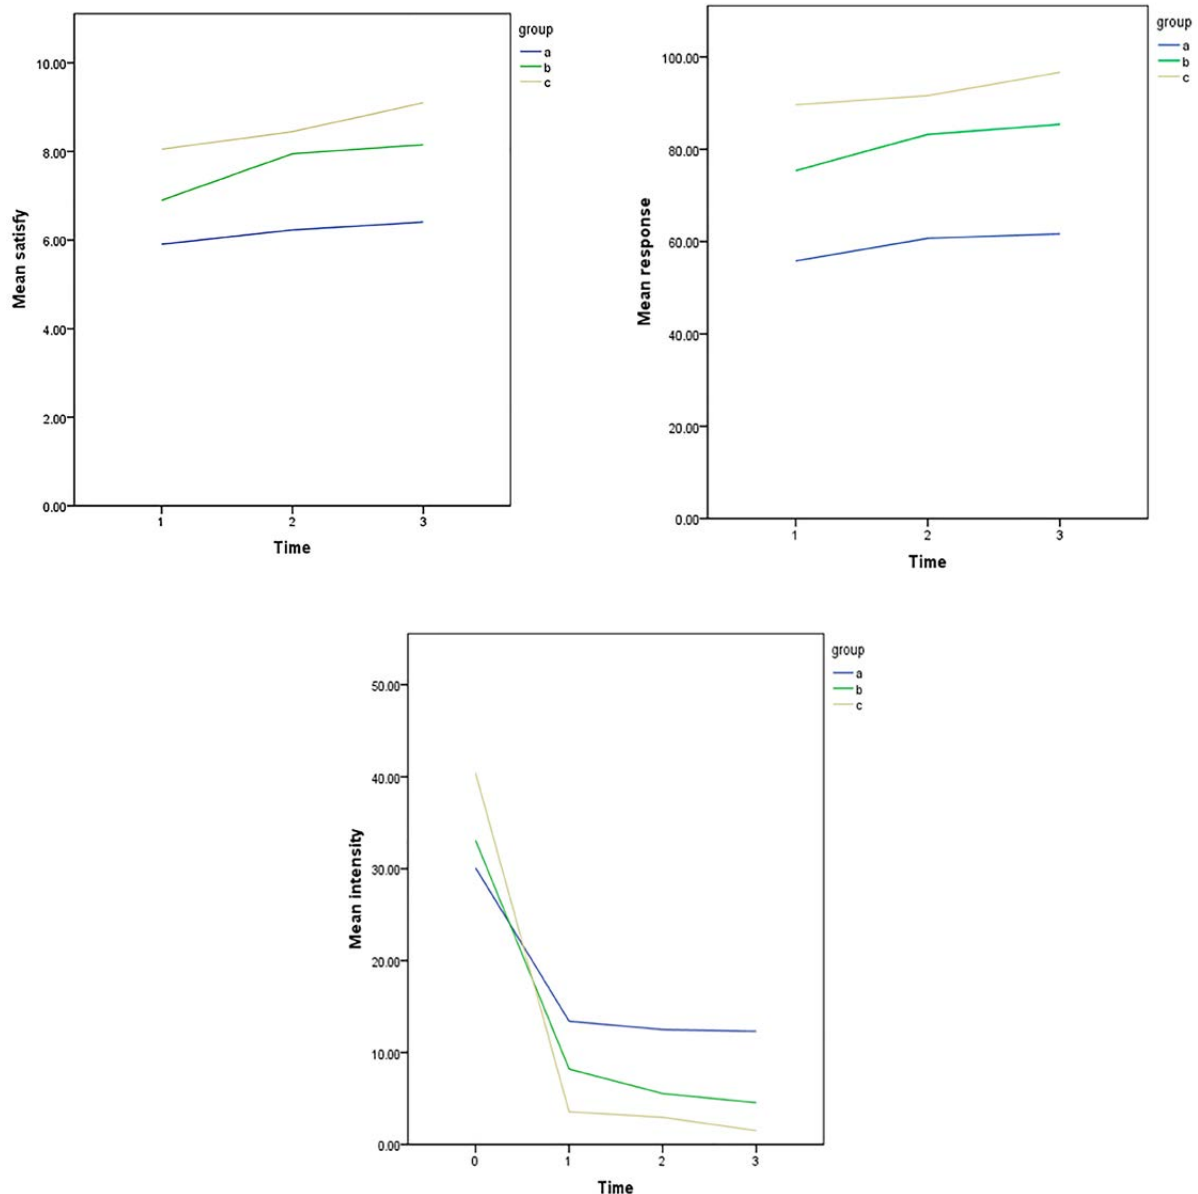 group
a
b
c
10.00
8.00
6.00
4.00
2.00
0.00
Mean satisfy
1 2 3
Time
group
a
b
c
100.00
80.00
60.00
40.00
20.00
0.00
Mean response
1 2 3
Time
group
a
b
c
50.00
40.00
30.00
20.00
10.00
0.00
Mean intensity
0 1 2 3
Time